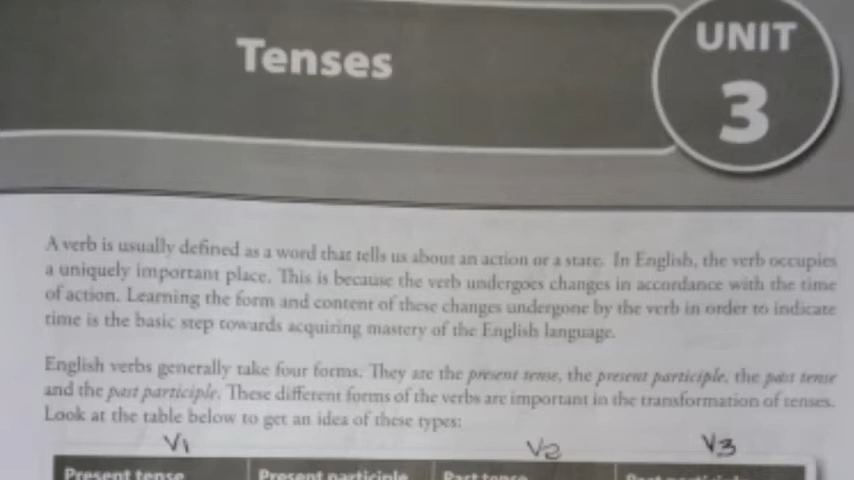 Tenses
UNIT
3
A verb is usually defined as a word that tells us about an action or a state. In English, the verb occupies
a uniquely important place. This is because the verb undergoes changes in accordance with the time
of action. Learning the form and content of these changes undergone by the verb in order to indicate
time is the basic step towards acquiring mastery of the English language.
English verbs generally take four forms. They are the present tense, the present participle, the past tense
and the past participle. These different forms of the verbs are important in the transformation of tenses.
Look at the table below to get an idea of these types:
V1 V2 V3
Present tense Present participle Past tense Past participle